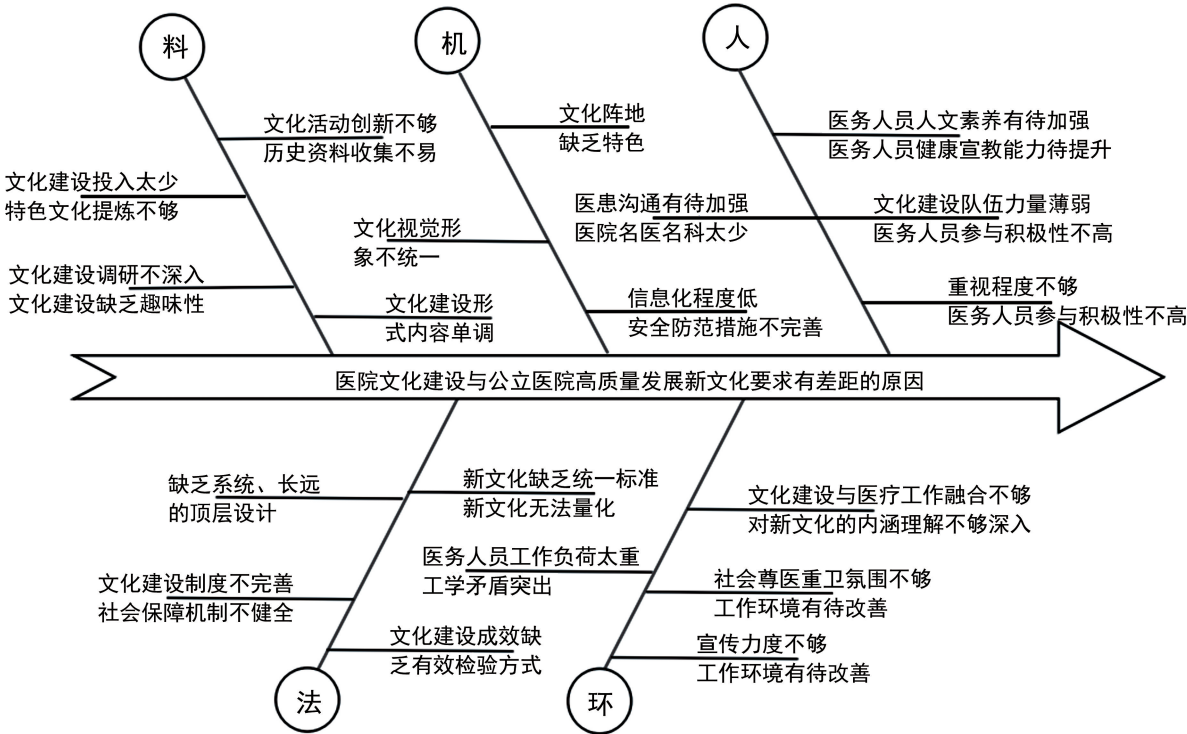 料
机
人
文化活动创新不够
历史资料收集不易
文化建设投入太少
特色文化提炼不够
文化建设调研不深入
文化建设缺乏趣味性
文化建设形
式内容单调
文化阵地
缺乏特色
文化视觉形
象不统一
信息化程度低
安全防范措施不完善
医务人员人文素养有待加强
医务人员健康宣教能力待提升
医患沟通有待加强
医院名医名科太少
文化建设队伍力量薄弱
医务人员参与积极性不高
重视程度不够
医务人员参与积极性不高
医院文化建设与公立医院高质量发展新文化要求有差距的原因
缺乏系统、长远
的顶层设计
新文化缺乏统一标准
新文化无法量化
文化建设制度不完善
社会保障机制不健全
文化建设成效缺
乏有效检验方式
文化建设与医疗工作融合不够
对新文化的内涵理解不够深入
医务人员工作负荷太重
工学矛盾突出
社会尊医重卫氛围不够
工作环境有待改善
宣传力度不够
工作环境有待改善
法
环